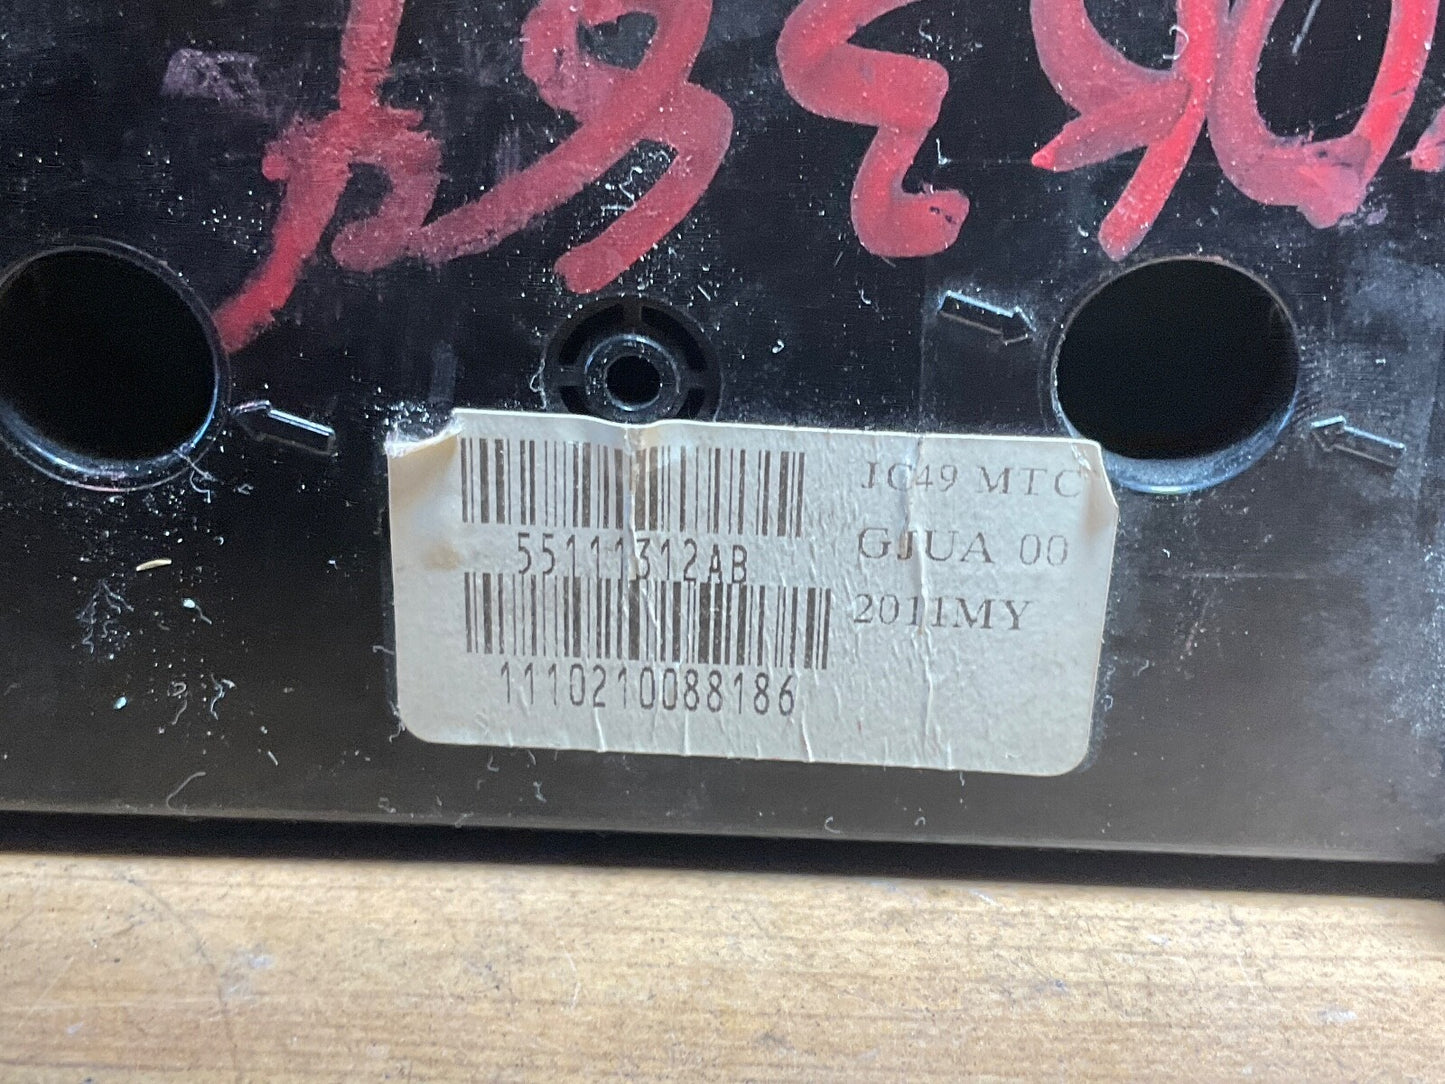 55111312AB
1110210088186
JC49 MTC
GJUA 00
2011MY